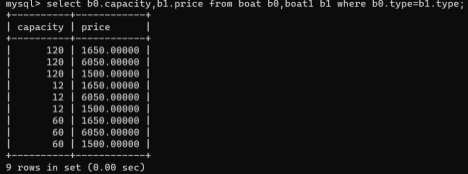 mysql> select b0.capacity,b1.price from boat b0,boat1 b1 where b0.type=b1.type;
+----------+------------+
| capacity | price      |
+----------+------------+
|      120 | 1650.00000 |
|      120 | 6050.00000 |
|      120 | 1500.00000 |
|       12 | 1650.00000 |
|       12 | 6050.00000 |
|       12 | 1500.00000 |
|       60 | 1650.00000 |
|       60 | 6050.00000 |
|       60 | 1500.00000 |
+----------+------------+
9 rows in set (0.00 sec)